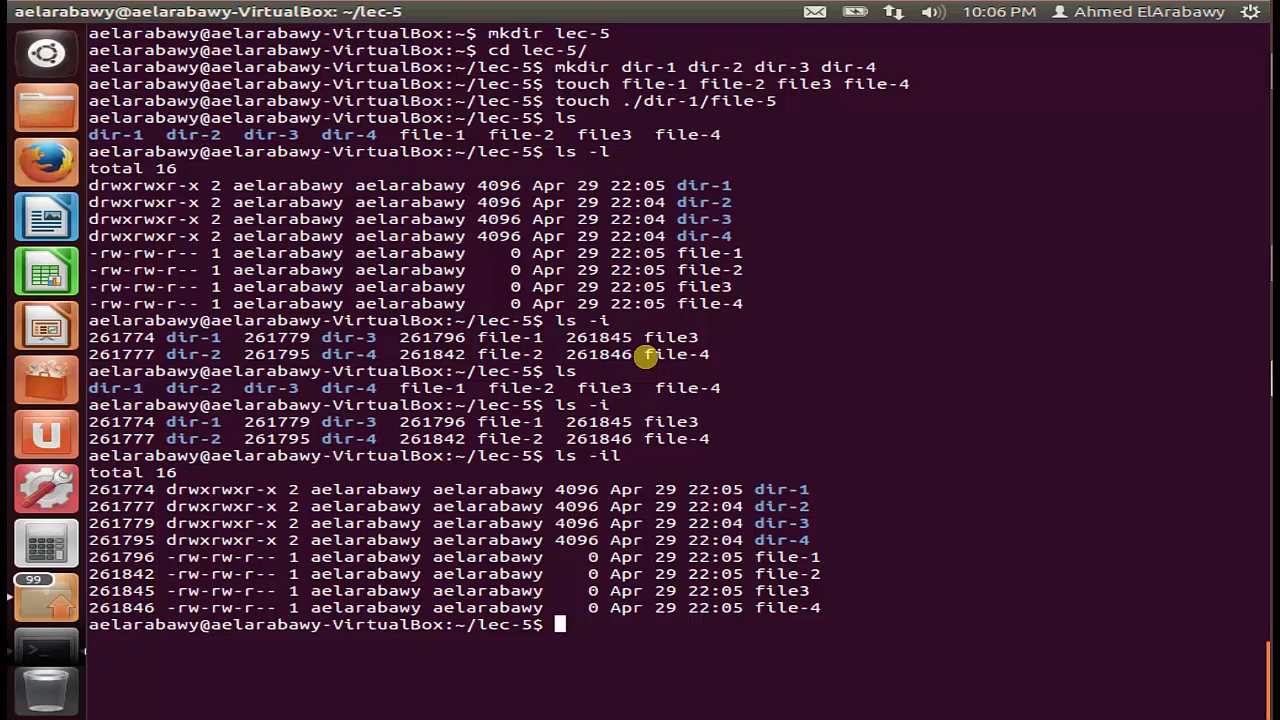 aelarabawy@aelarabawy-VirtualBox: ~/lec-5 10:06 PM Ahmed ElArabawy
aelarabawy@aelarabawy-VirtualBox:~$ mkdir lec-5
aelarabawy@aelarabawy-VirtualBox:~$ cd lec-5/
aelarabawy@aelarabawy-VirtualBox:~/lec-5$ mkdir dir-1 dir-2 dir-3 dir-4
aelarabawy@aelarabawy-VirtualBox:~/lec-5$ touch file-1 file-2 file3 file-4
aelarabawy@aelarabawy-VirtualBox:~/lec-5$ touch ./dir-1/file-5
aelarabawy@aelarabawy-VirtualBox:~/lec-5$ ls
dir-1 dir-2 dir-3 dir-4 file-1 file-2 file3 file-4
aelarabawy@aelarabawy-VirtualBox:~/lec-5$ ls -l
total 16
drwxrwxr-x 2 aelarabawy aelarabawy 4096 Apr 29 22:05 dir-1
drwxrwxr-x 2 aelarabawy aelarabawy 4096 Apr 29 22:04 dir-2
drwxrwxr-x 2 aelarabawy aelarabawy 4096 Apr 29 22:04 dir-3
drwxrwxr-x 2 aelarabawy aelarabawy 4096 Apr 29 22:04 dir-4
-rw-rw-r-- 1 aelarabawy aelarabawy 0 Apr 29 22:05 file-1
-rw-rw-r-- 1 aelarabawy aelarabawy 0 Apr 29 22:05 file-2
-rw-rw-r-- 1 aelarabawy aelarabawy 0 Apr 29 22:05 file3
-rw-rw-r-- 1 aelarabawy aelarabawy 0 Apr 29 22:05 file-4
aelarabawy@aelarabawy-VirtualBox:~/lec-5$ ls -i
261774 dir-1 261779 dir-3 261796 file-1 261845 file3
261777 dir-2 261795 dir-4 261842 file-2 261846 file-4
aelarabawy@aelarabawy-VirtualBox:~/lec-5$ ls
dir-1 dir-2 dir-3 dir-4 file-1 file-2 file3 file-4
aelarabawy@aelarabawy-VirtualBox:~/lec-5$ ls -i
261774 dir-1 261779 dir-3 261796 file-1 261845 file3
261777 dir-2 261795 dir-4 261842 file-2 261846 file-4
aelarabawy@aelarabawy-VirtualBox:~/lec-5$ ls -il
total 16
261774 drwxrwxr-x 2 aelarabawy aelarabawy 4096 Apr 29 22:05 dir-1
261777 drwxrwxr-x 2 aelarabawy aelarabawy 4096 Apr 29 22:04 dir-2
261779 drwxrwxr-x 2 aelarabawy aelarabawy 4096 Apr 29 22:04 dir-3
261795 drwxrwxr-x 2 aelarabawy aelarabawy 4096 Apr 29 22:04 dir-4
261796 -rw-rw-r-- 1 aelarabawy aelarabawy 0 Apr 29 22:05 file-1
261842 -rw-rw-r-- 1 aelarabawy aelarabawy 0 Apr 29 22:05 file-2
261845 -rw-rw-r-- 1 aelarabawy aelarabawy 0 Apr 29 22:05 file3
261846 -rw-rw-r-- 1 aelarabawy aelarabawy 0 Apr 29 22:05 file-4
aelarabawy@aelarabawy-VirtualBox:~/lec-5$
99